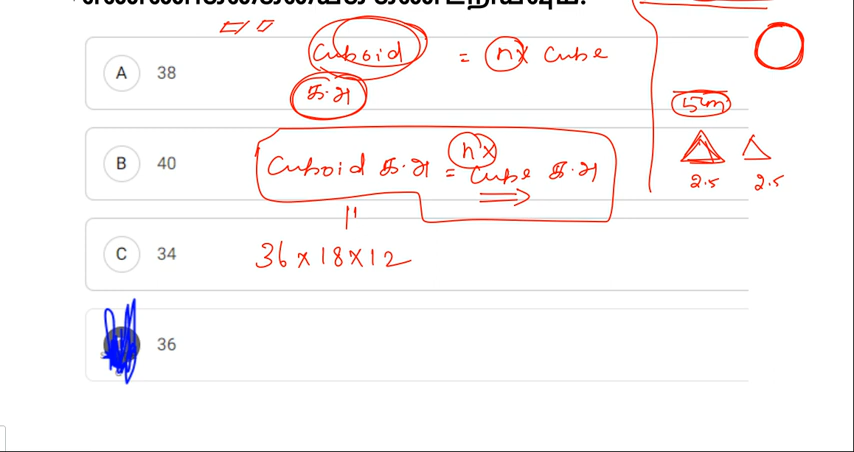 A 38
Cuboid = n x Cube
க.அ
5cm
B 40
Cuboid க.அ = n x Cube க.அ
2.5 2.5
C 34
36 x 18 x 12
36